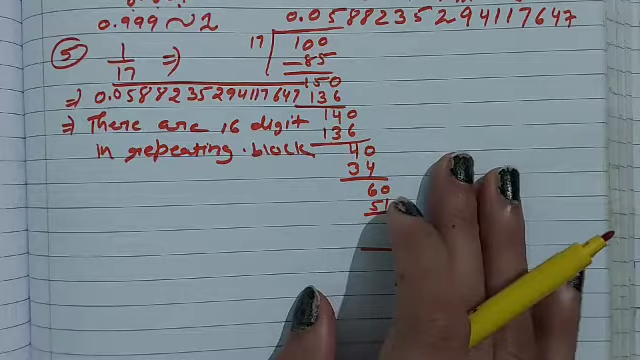 0.999 ~ 1
0.0588235294117647
⑤ 1/17 ⇒
17 100
-85
150
⇒ 0.0588235294117647 136
140
⇒ There are 16 digit 136
in repeating block 40
34
60
51